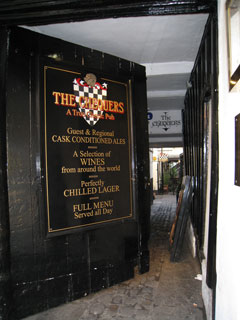 THE CHEQUERS
A Traditional Pub
Guest & Regional
CASK CONDITIONED ALES
A Selection of
WINES
from around the world
Perfectly
CHILLED LAGER
FULL MENU
Served all Day
THE
CHEQUERS